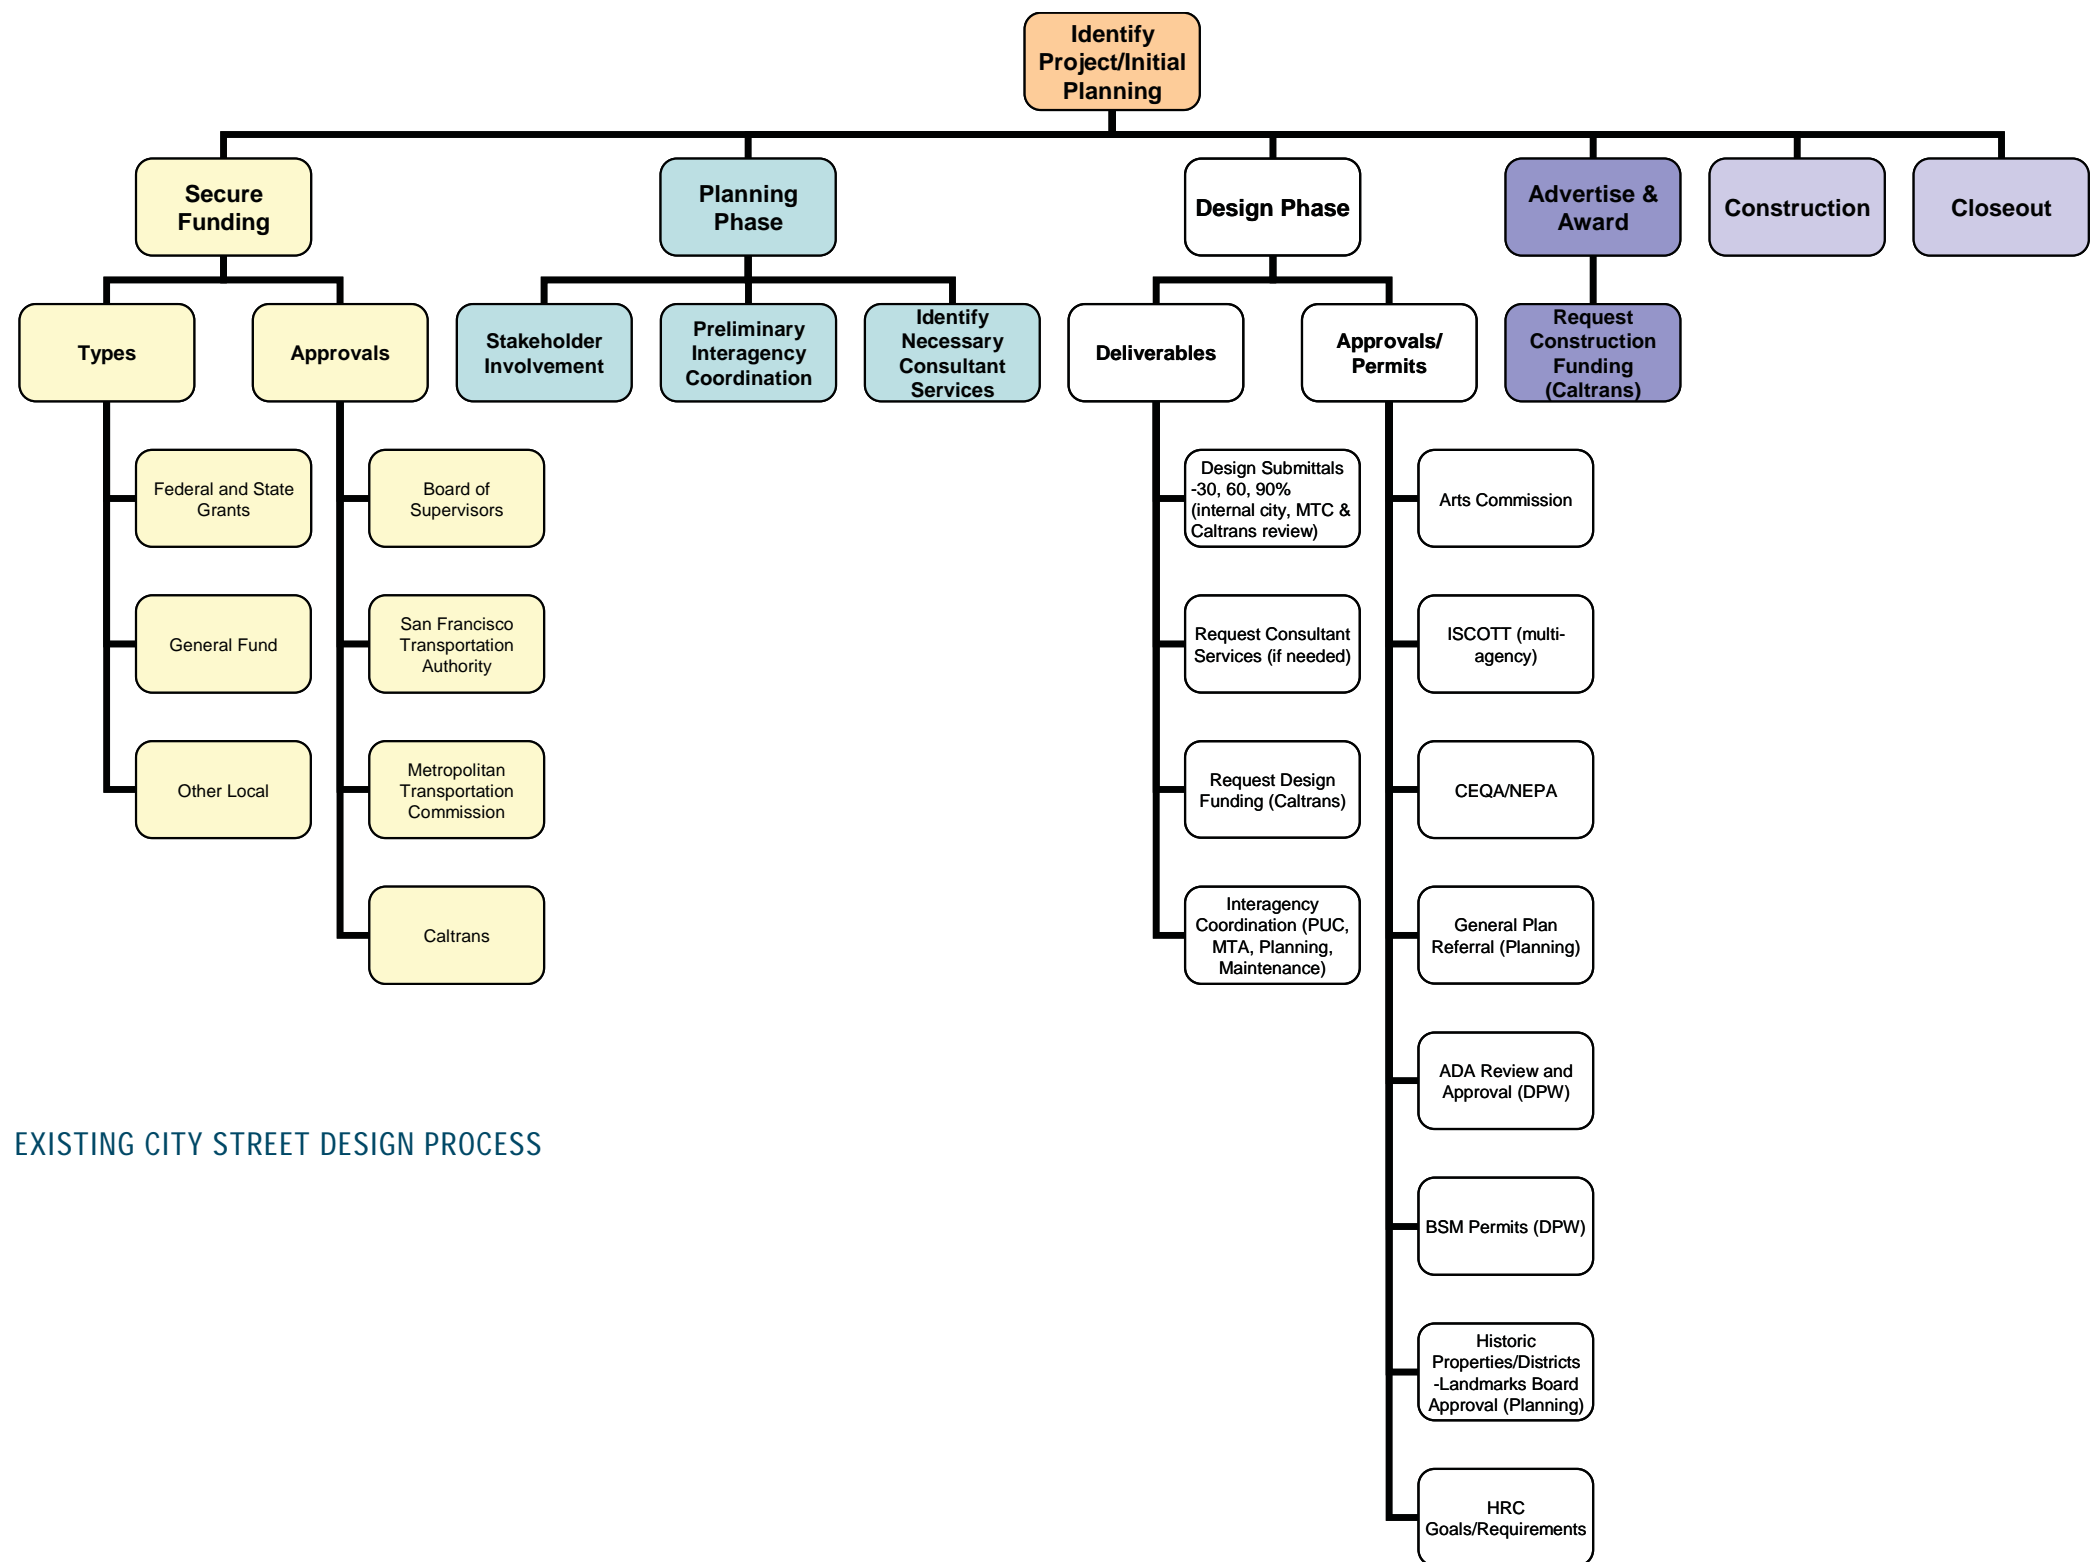 Identify
Project/Initial
Planning
Secure
Funding
Planning
Phase
Design Phase
Advertise &
Award
Construction
Closeout
Types
Approvals
Stakeholder
Involvement
Preliminary
Interagency
Coordination
Identify
Necessary
Consultant
Services
Deliverables
Approvals/
Permits
Request
Construction
Funding
(Caltrans)
Federal and State
Grants
General Fund
Other Local
Board of
Supervisors
San Francisco
Transportation
Authority
Metropolitan
Transportation
Commission
Caltrans
Design Submittals
-30, 60, 90%
(internal city, MTC &
Caltrans review)
Request Consultant
Services (if needed)
Request Design
Funding (Caltrans)
Interagency
Coordination (PUC,
MTA, Planning,
Maintenance)
Arts Commission
ISCOTT (multi-
agency)
CEQA/NEPA
General Plan
Referral (Planning)
ADA Review and
Approval (DPW)
BSM Permits (DPW)
Historic
Properties/Districts
-Landmarks Board
Approval (Planning)
HRC
Goals/Requirements
EXISTING CITY STREET DESIGN PROCESS